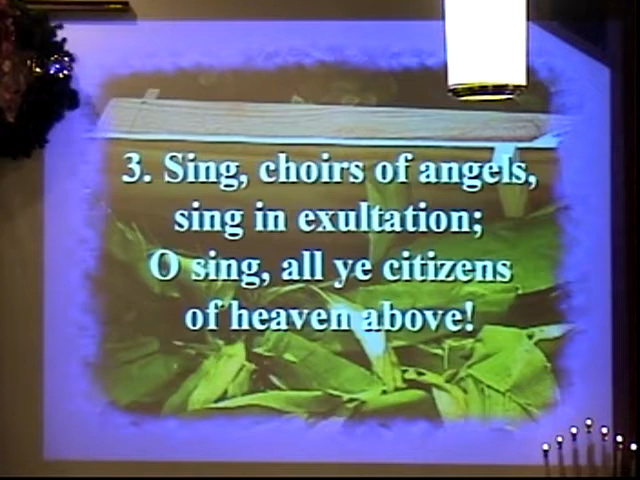 3. Sing, choirs of angels,
sing in exultation;
O sing, all ye citizens
of heaven above!